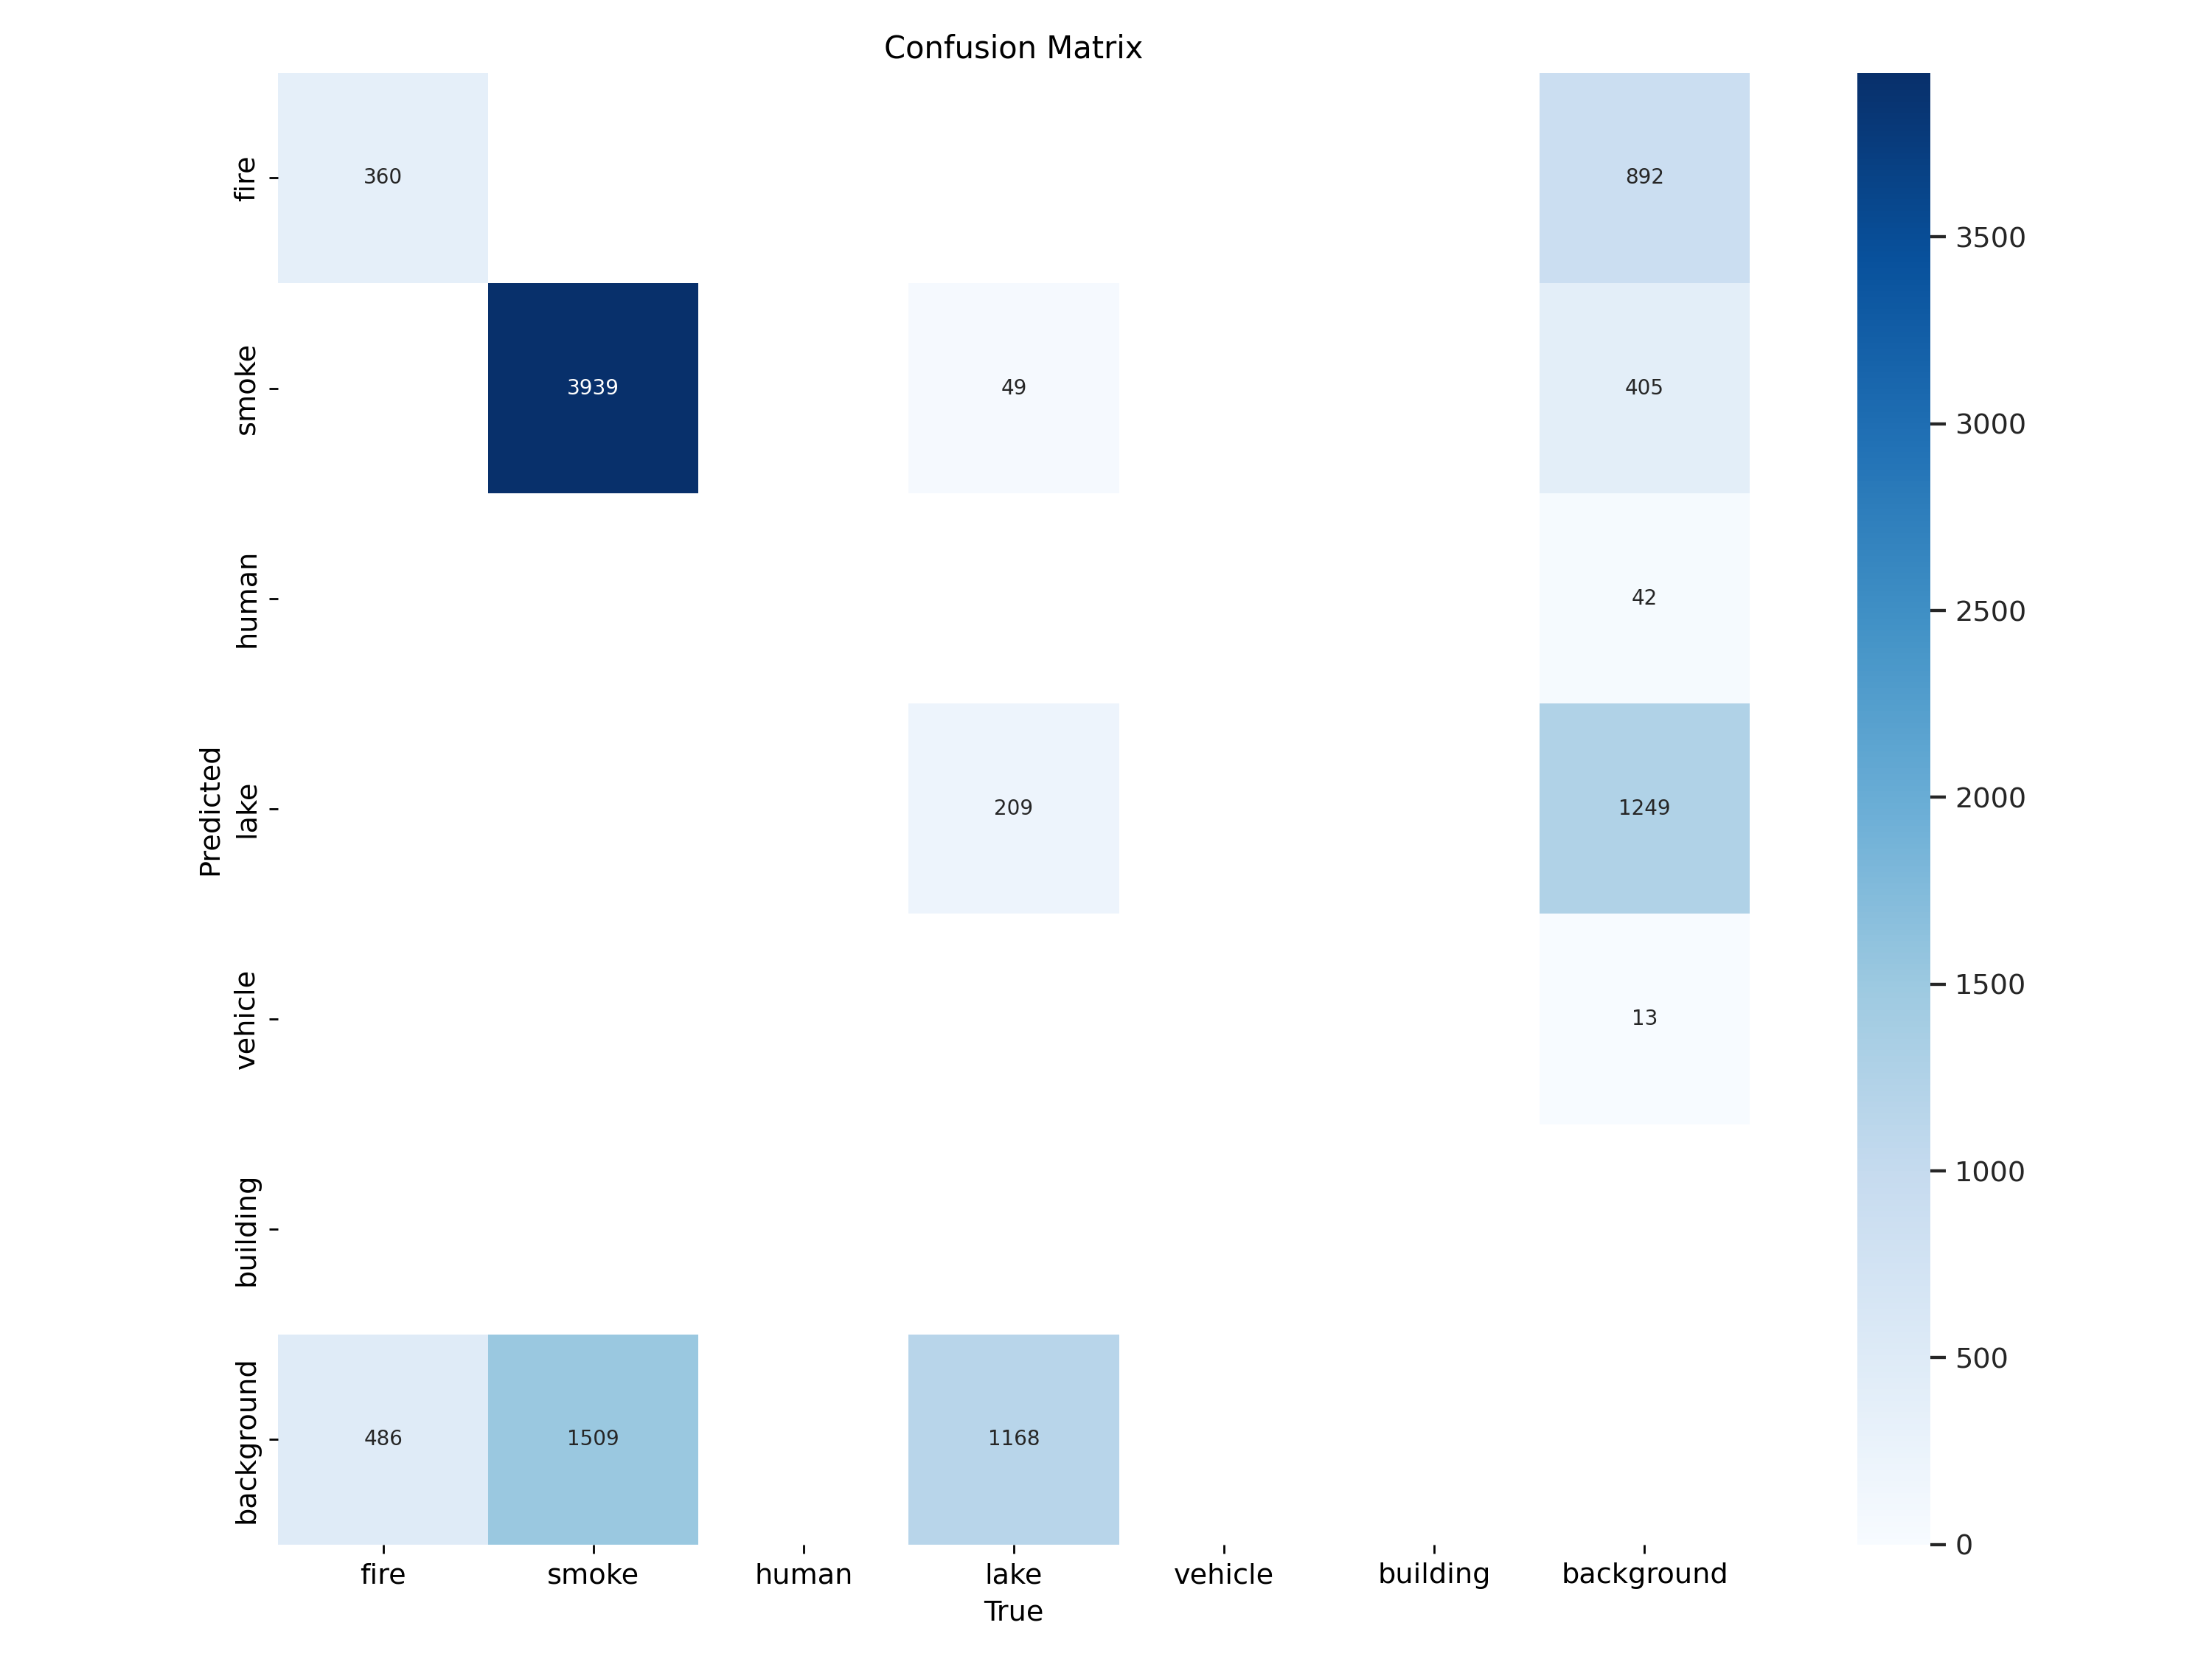 Confusion Matrix
fire
360
892
3500
smoke
3939
49
405
3000
human
42
2500
Predicted
lake
209
1249
2000
vehicle
13
1500
building
1000
background
486
1509
1168
500
0
fire smoke human lake vehicle building background
True